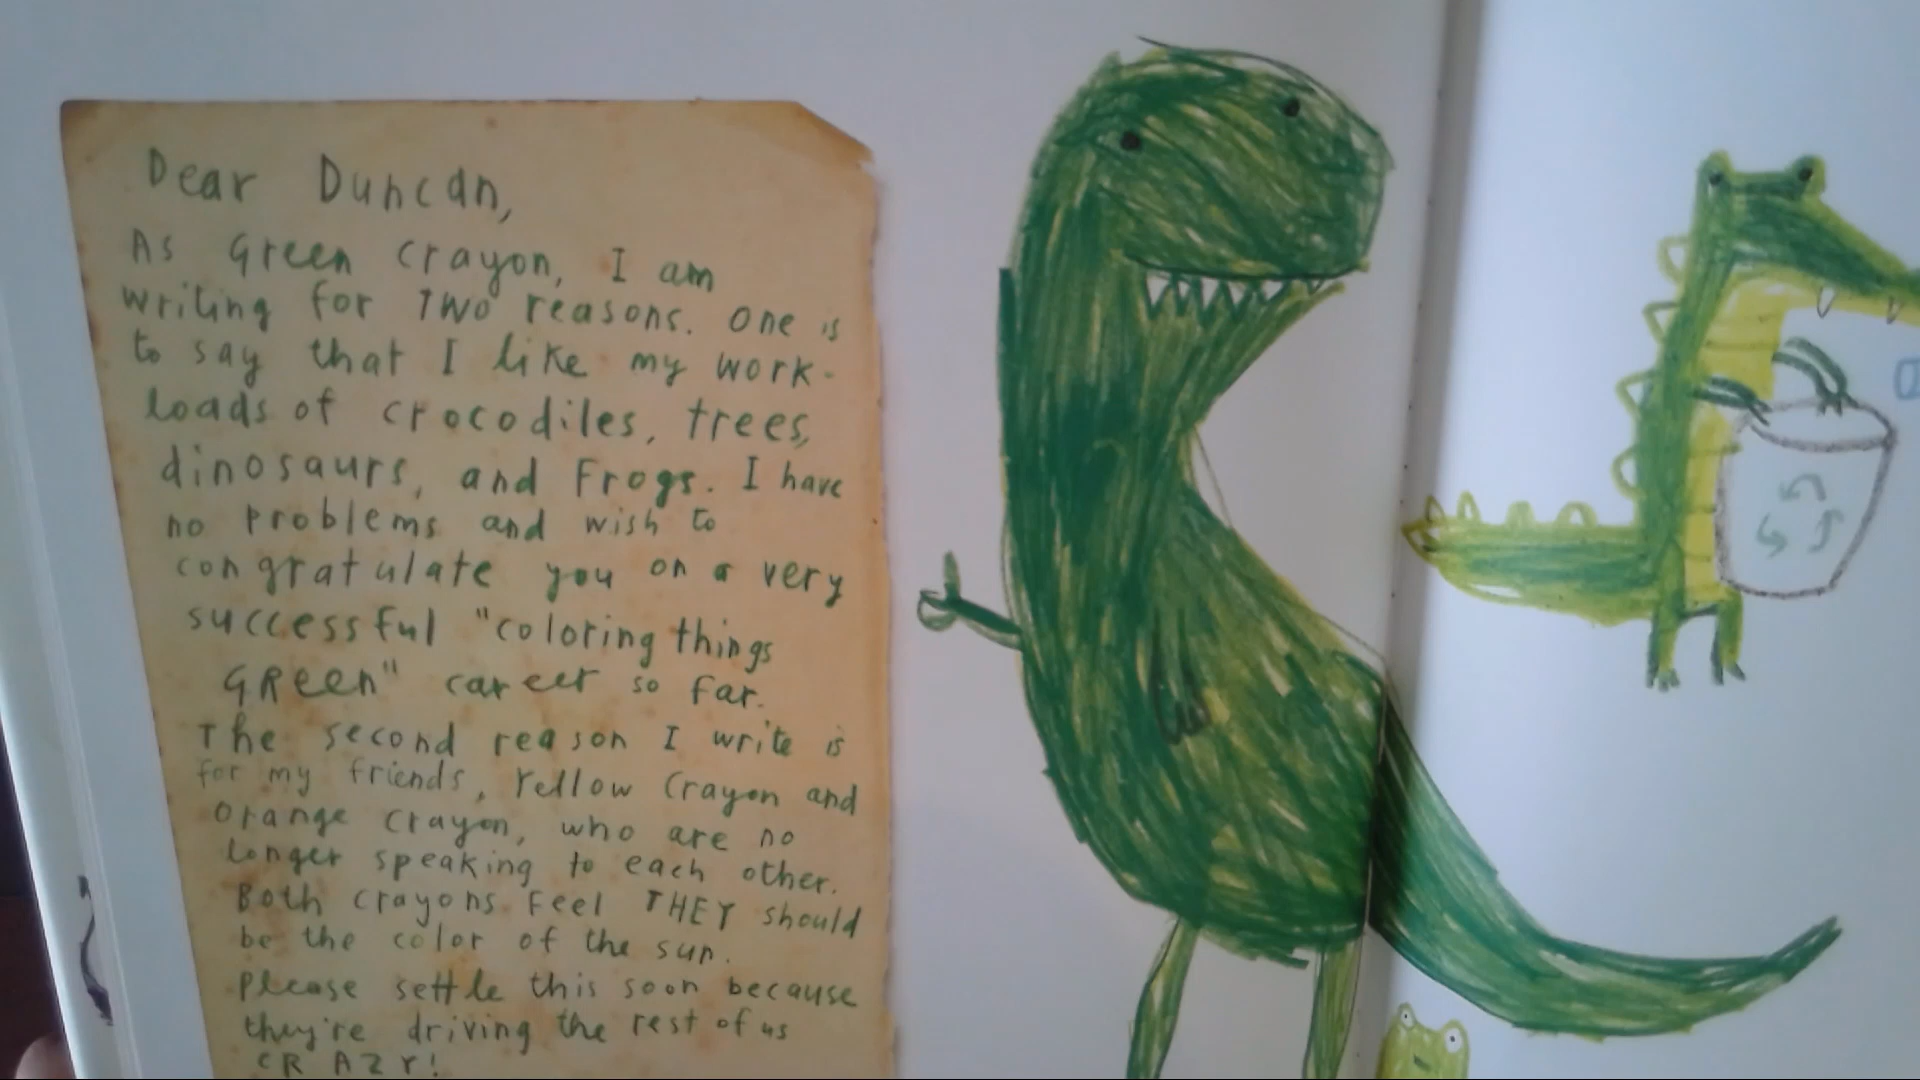 Dear Duncan,
As Green Crayon, I am
writing for TWO reasons. One is
to say that I like my work-
loads of crocodiles, trees,
dinosaurs, and Frogs. I have
no problems and wish to
congratulate you on a very
successful "coloring things
GReen" career so far.
The second reason I write is
for my friends, Yellow Crayon and
Orange Crayon, who are no
longer speaking to each other.
Both crayons feel THEY should
be the color of the sun.
Please settle this soon because
they're driving the rest of us
CRAZY!